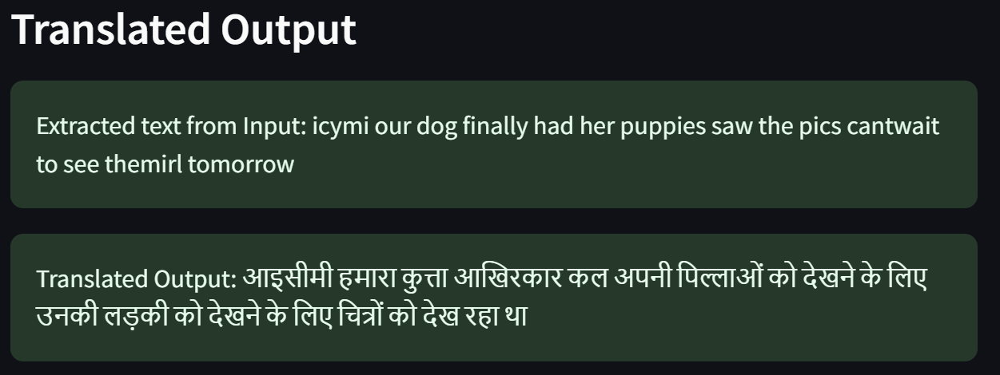 Translated Output
Extracted text from Input: icymi our dog finally had her puppies saw the pics cantwait
to see themirl tomorrow
Translated Output: आइसीमी हमारा कुत्ता आखिरकार कल अपनी पिल्लाओं को देखने के लिए
उनकी लड़की को देखने के लिए चित्रों को देख रहा था